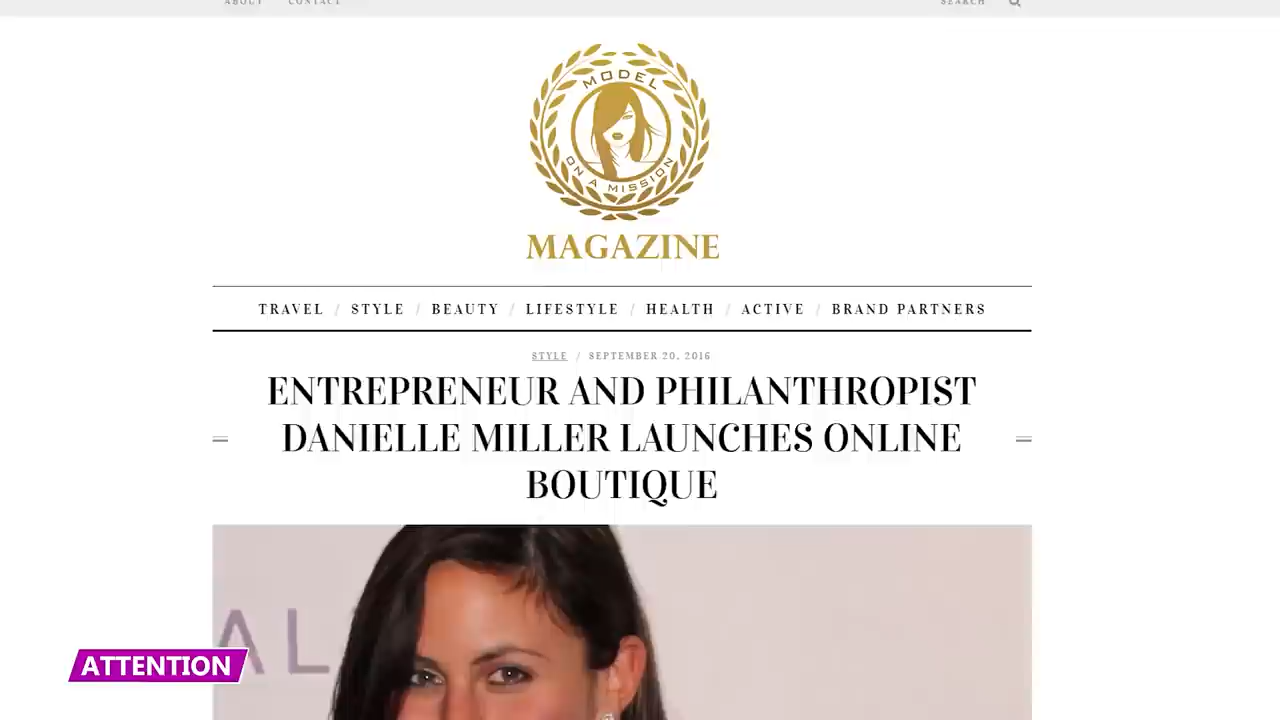 ABOUT CONTACT SEARCH
MODEL
ON A MISSION
MAGAZINE
TRAVEL / STYLE / BEAUTY / LIFESTYLE / HEALTH / ACTIVE / BRAND PARTNERS
STYLE / SEPTEMBER 20, 2016
ENTREPRENEUR AND PHILANTHROPIST
DANIELLE MILLER LAUNCHES ONLINE
BOUTIQUE
AL
ATTENTION